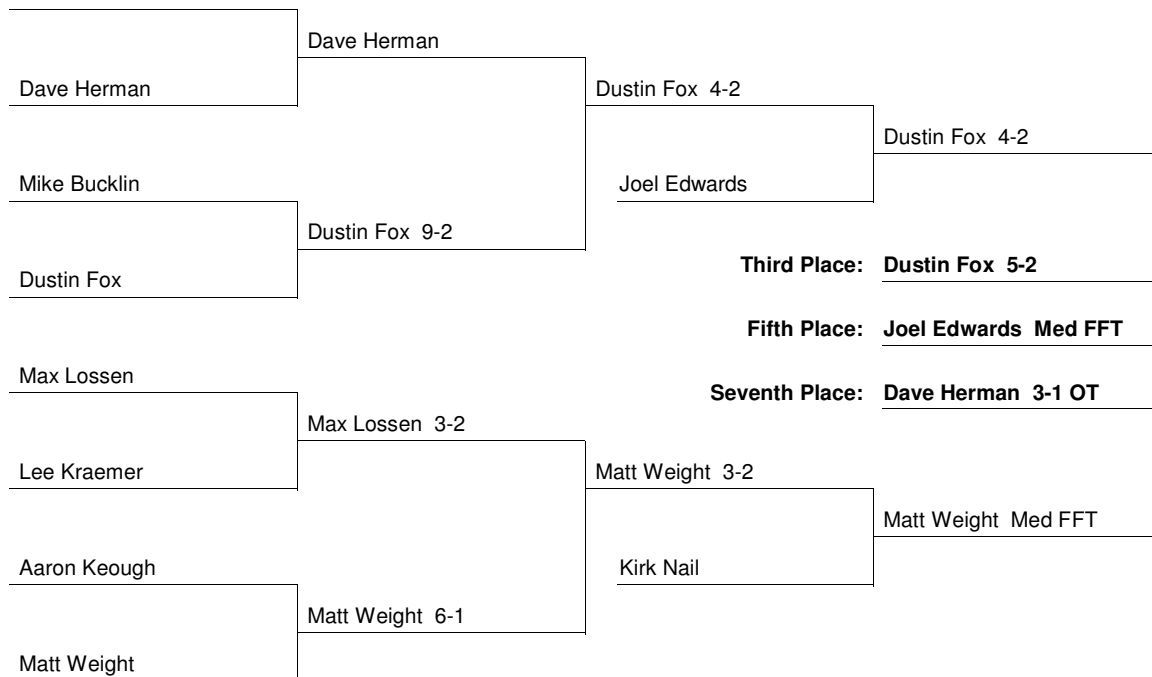 Dave Herman
Dave Herman
Dustin Fox 4-2
Dustin Fox 4-2
Mike Bucklin
Joel Edwards
Dustin Fox 9-2
Third Place: Dustin Fox 5-2
Dustin Fox
Fifth Place: Joel Edwards Med FFT
Max Lossen
Seventh Place: Dave Herman 3-1 OT
Max Lossen 3-2
Lee Kraemer
Matt Weight 3-2
Matt Weight Med FFT
Aaron Keough
Kirk Nail
Matt Weight 6-1
Matt Weight